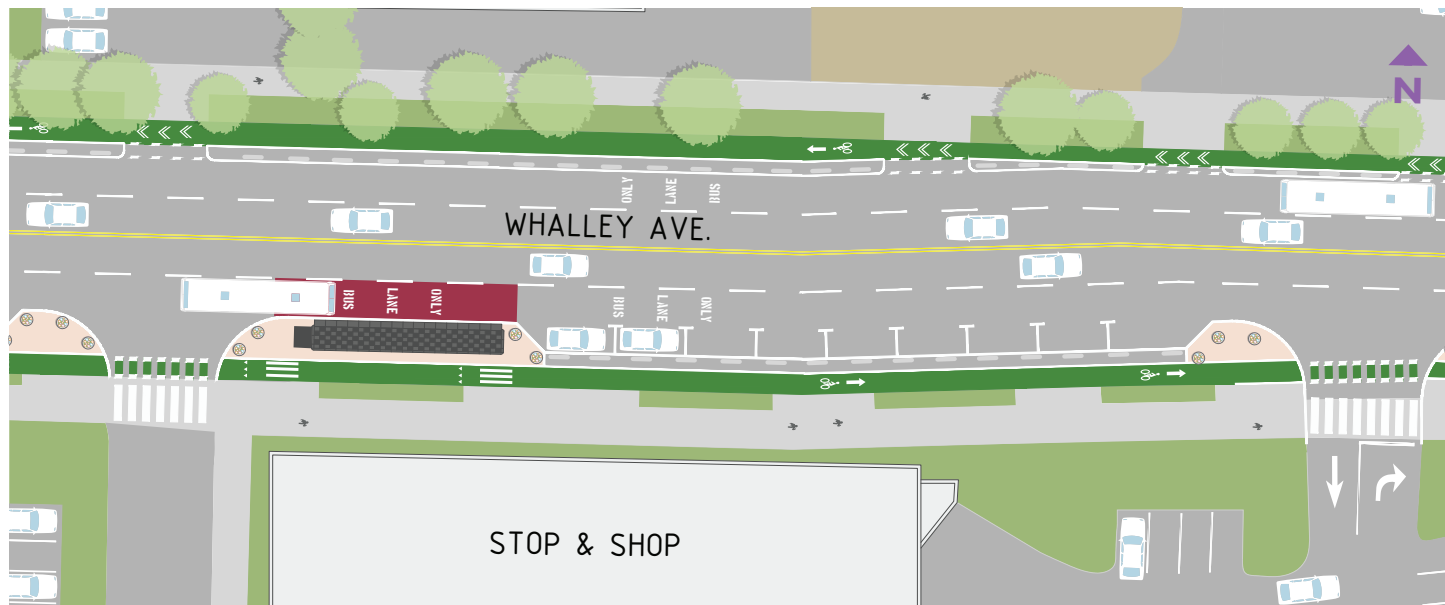 N
ONLY LANE BUS
WHALLEY AVE.
BUS LANE ONLY
BUS LANE ONLY
STOP & SHOP